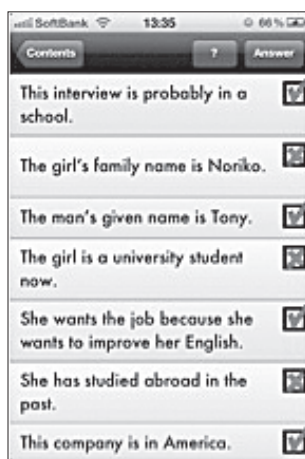 SoftBank 13:35 66%
Contents ? Answer
This interview is probably in a
school.
The girl's family name is Noriko.
The man's given name is Tony.
The girl is a university student
now.
She wants the job because she
wants to improve her English.
She has studied abroad in the
past.
This company is in America.